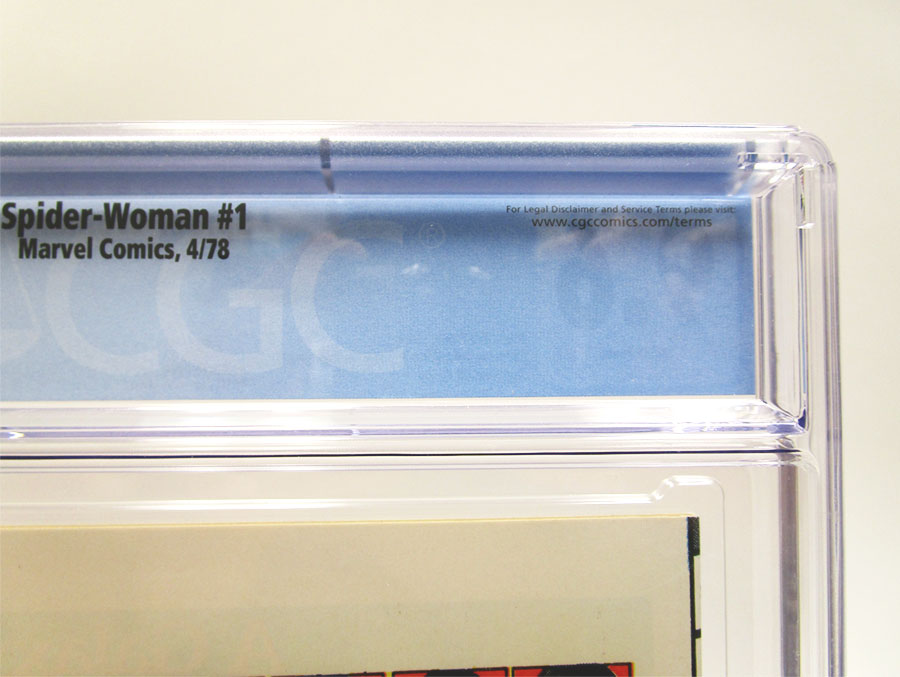 Spider-Woman #1
Marvel Comics, 4/78
For Legal Disclaimer and Service Terms please visit:
www.cgccomics.com/terms
CGC®